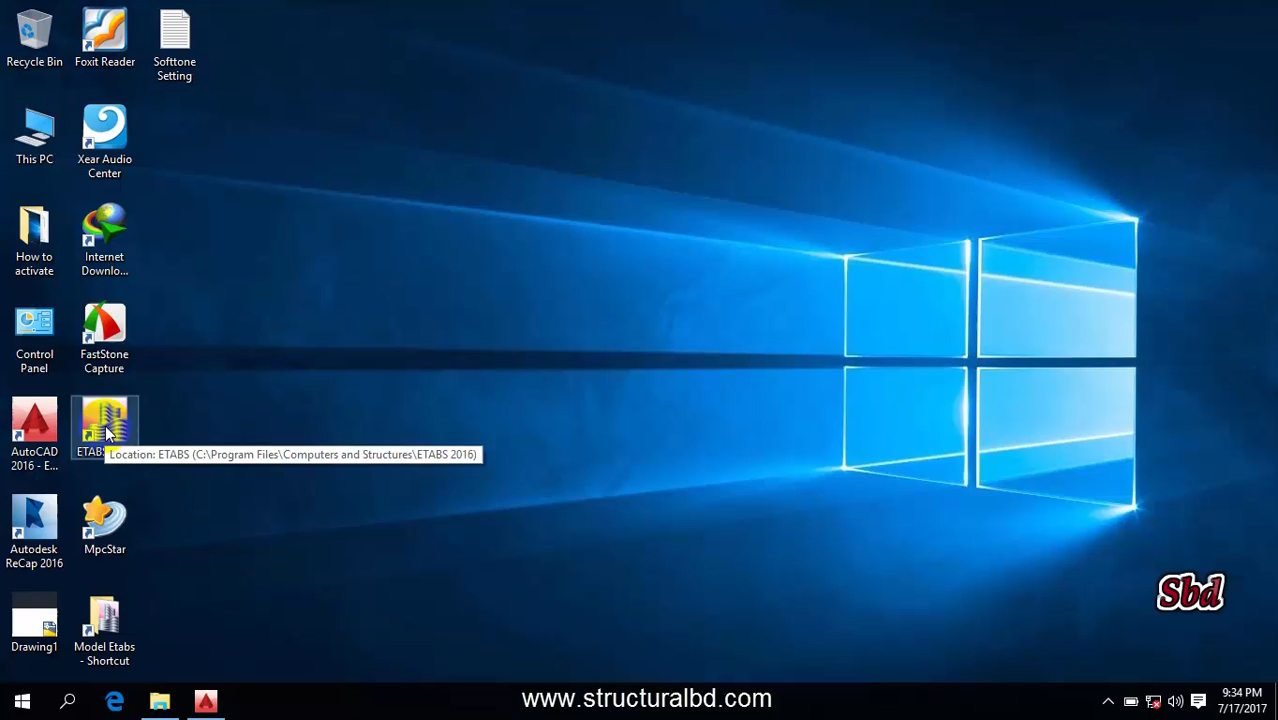 Recycle Bin
Foxit Reader
Softtone
Setting
This PC
Xear Audio
Center
How to
activate
Internet
Downlo...
Control
Panel
FastStone
Capture
AutoCAD
2016 - E...
ETABS
Location: ETABS (C:\Program Files\Computers and Structures\ETABS 2016)
Autodesk
ReCap 2016
MpcStar
Drawing1
Model Etabs
- Shortcut
Sbd
www.structuralbd.com
9:34 PM
7/17/2017